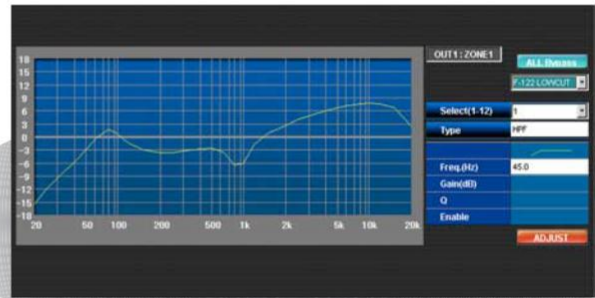 OUT1 : ZONE1
ALL Bypass
F-122 LOWCUT
Select(1-12) 1
Type HPF
Freq.(Hz) 45.0
Gain(dB)
Q
Enable
ADJUST
18
15
12
9
6
3
0
-3
-6
-9
-12
-15
-18
20 50 100 200 500 1k 2k 5k 10k 20k